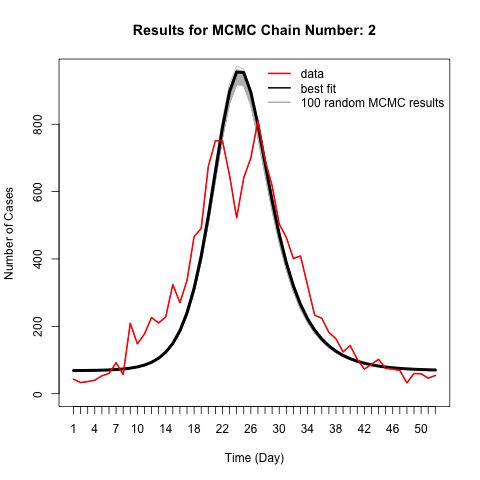 Results for MCMC Chain Number: 2
data
best fit
100 random MCMC results
Number of Cases
800
600
400
200
0
1 4 7 10 14 18 22 26 30 34 38 42 46 50
Time (Day)